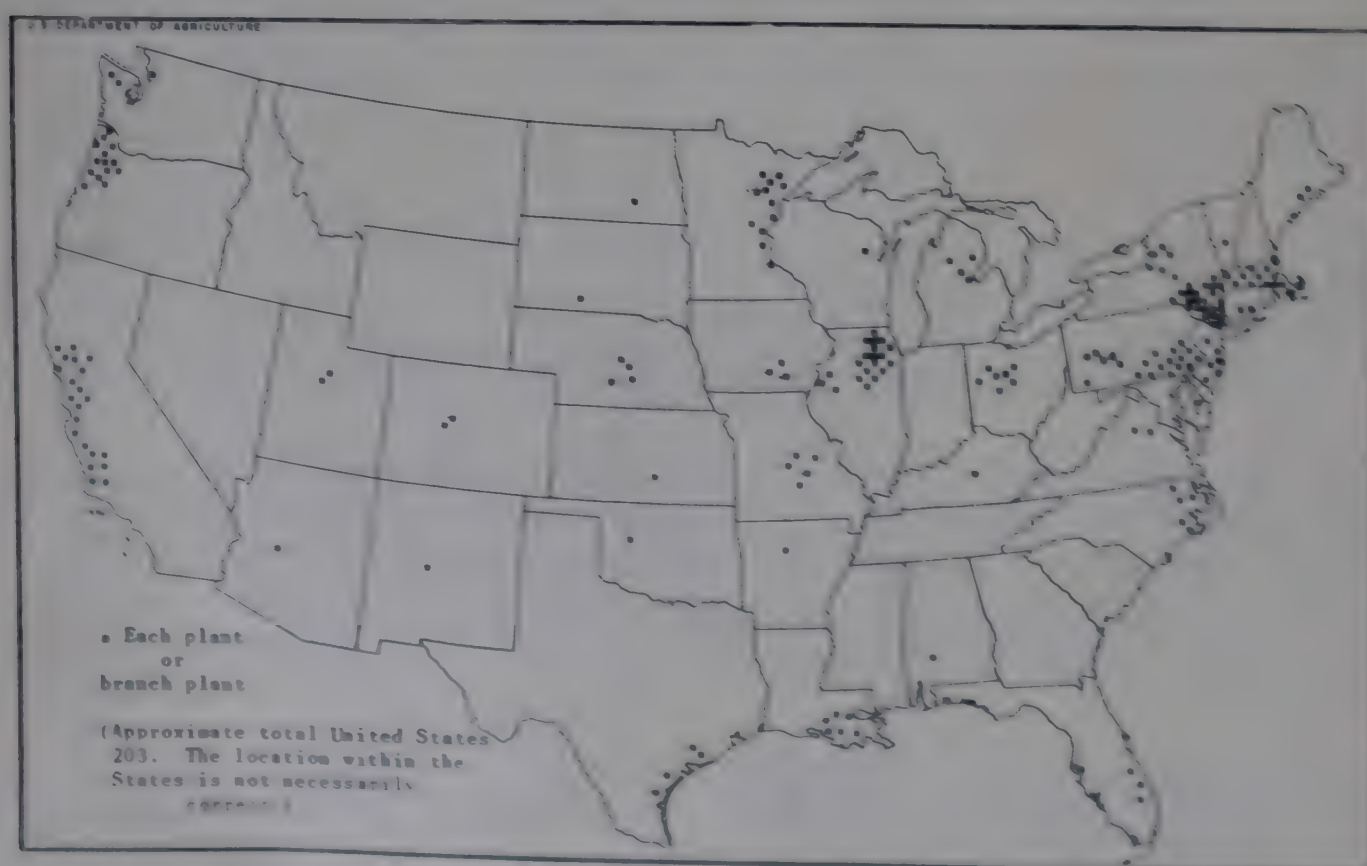 U.S. DEPARTMENT OF AGRICULTURE
. Each plant
or
branch plant
(Approximate total United States
203. The location within the
States is not necessarily
correct)